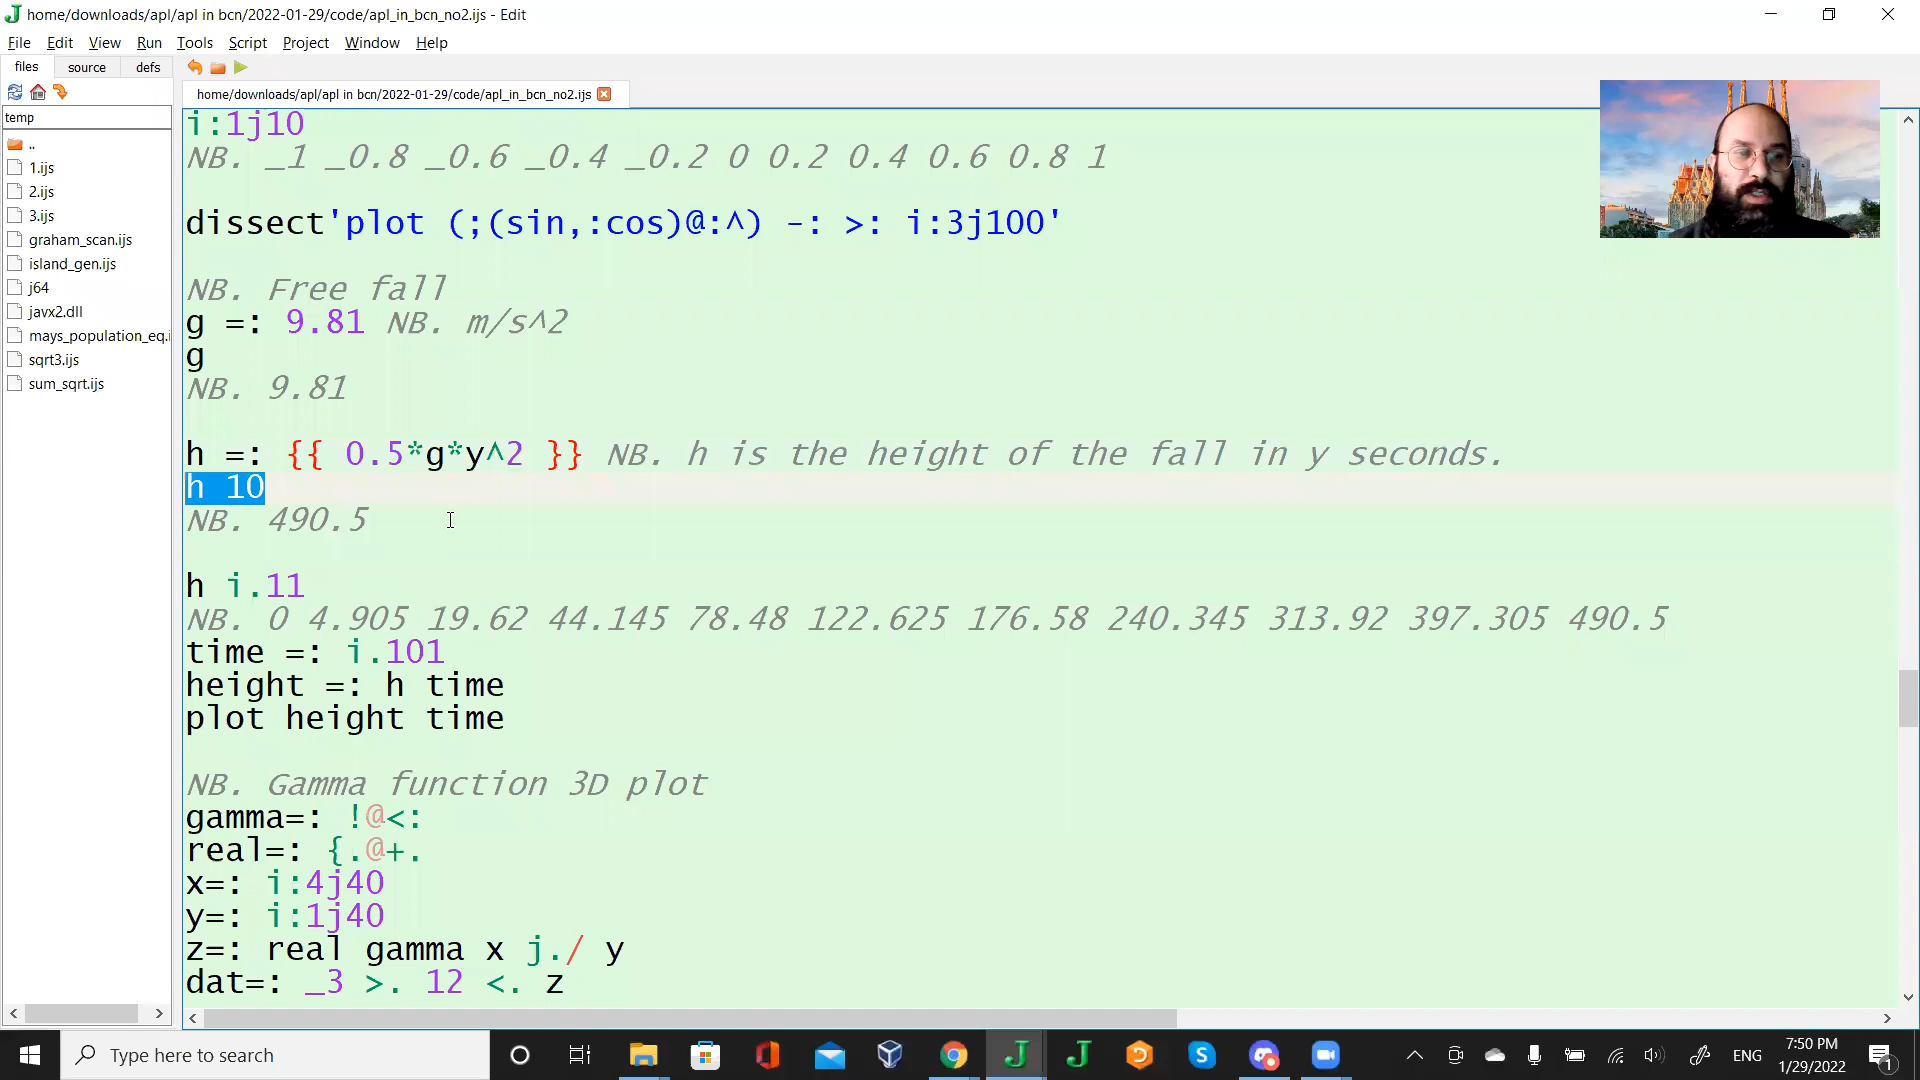 home/downloads/apl/apl in bcn/2022-01-29/code/apl_in_bcn_no2.ijs - Edit
File Edit View Run Tools Script Project Window Help
files source defs
temp
..
1.ijs
2.ijs
3.ijs
graham_scan.ijs
island_gen.ijs
j64
javx2.dll
mays_population_eq.i
sqrt3.ijs
sum_sqrt.ijs
home/downloads/apl/apl in bcn/2022-01-29/code/apl_in_bcn_no2.ijs
i:1j10
NB. _1 _0.8 _0.6 _0.4 _0.2 0 0.2 0.4 0.6 0.8 1
dissect'plot (;(sin,:cos)@:^) -: >: i:3j100'
NB. Free fall
g =: 9.81 NB. m/s^2
g
NB. 9.81
h =: {{ 0.5*g*y^2 }} NB. h is the height of the fall in y seconds.
h 10
NB. 490.5
h i.11
NB. 0 4.905 19.62 44.145 78.48 122.625 176.58 240.345 313.92 397.305 490.5
time =: i.101
height =: h time
plot height time
NB. Gamma function 3D plot
gamma=: !@<:
real=: {.@+.
x=: i:4j40
y=: i:1j40
z=: real gamma x j./ y
dat=: _3 >. 12 <. z
Type here to search
ENG
7:50 PM
1/29/2022
1